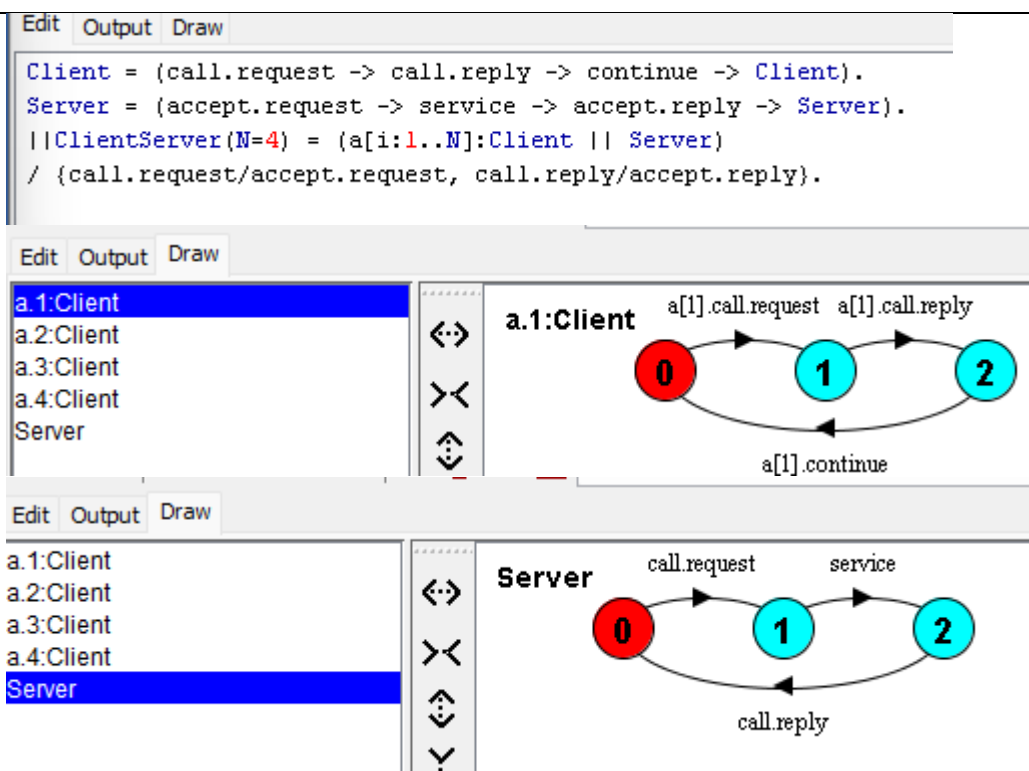 Edit Output Draw
Client = (call.request -> call.reply -> continue -> Client).
Server = (accept.request -> service -> accept.reply -> Server).
||ClientServer(N=4) = (a[i:1..N]:Client || Server)
/ {call.request/accept.request, call.reply/accept.reply}.
Edit Output Draw
a.1:Client
a.2:Client
a.3:Client
a.4:Client
Server
a.1:Client
a[1].call.request a[1].call.reply
0 1 2
a[1].continue
Edit Output Draw
a.1:Client
a.2:Client
a.3:Client
a.4:Client
Server
Server
call.request service
0 1 2
call.reply